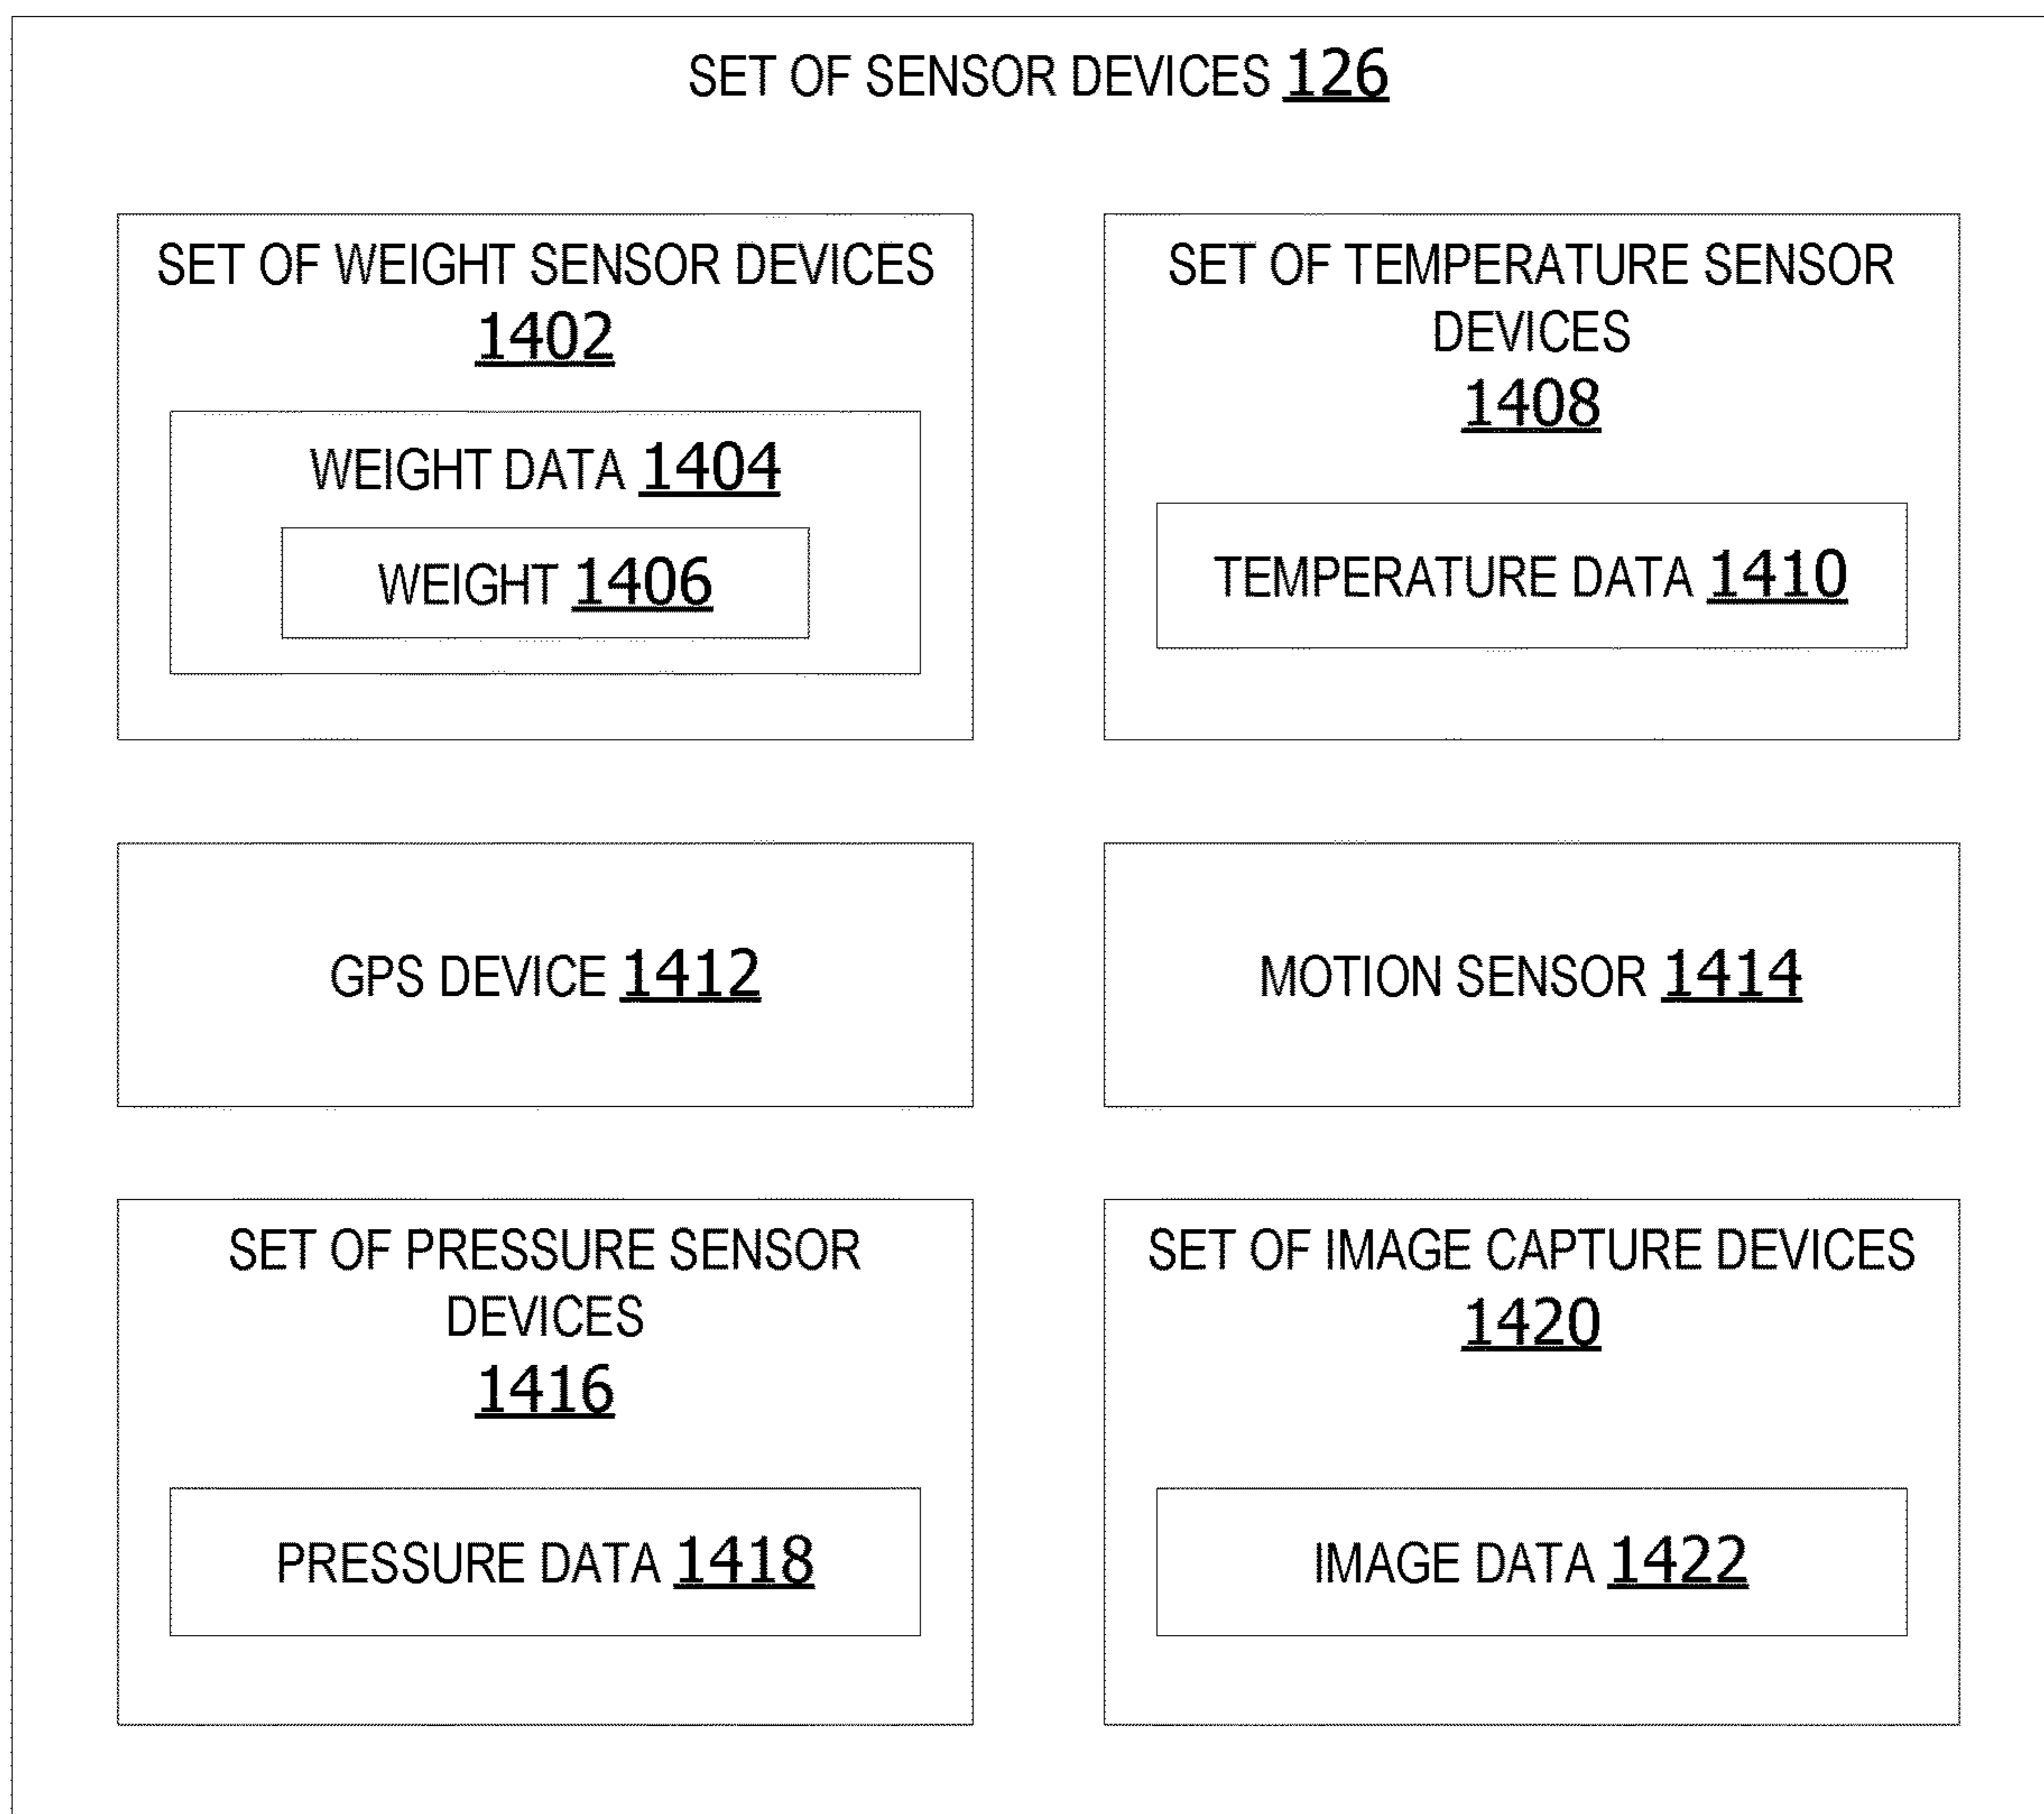 SET OF SENSOR DEVICES 126
SET OF WEIGHT SENSOR DEVICES
1402
WEIGHT DATA 1404
WEIGHT 1406
SET OF TEMPERATURE SENSOR
DEVICES
1408
TEMPERATURE DATA 1410
GPS DEVICE 1412
MOTION SENSOR 1414
SET OF PRESSURE SENSOR
DEVICES
1416
PRESSURE DATA 1418
SET OF IMAGE CAPTURE DEVICES
1420
IMAGE DATA 1422